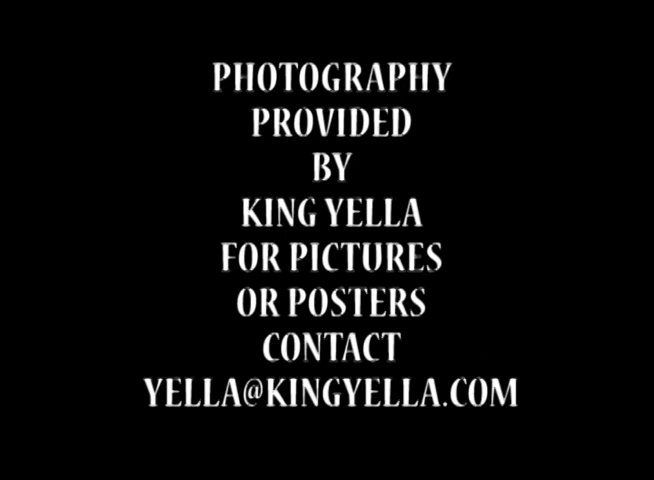 PHOTOGRAPHY
PROVIDED
BY
KING YELLA
FOR PICTURES
OR POSTERS
CONTACT
YELLA@KINGYELLA.COM